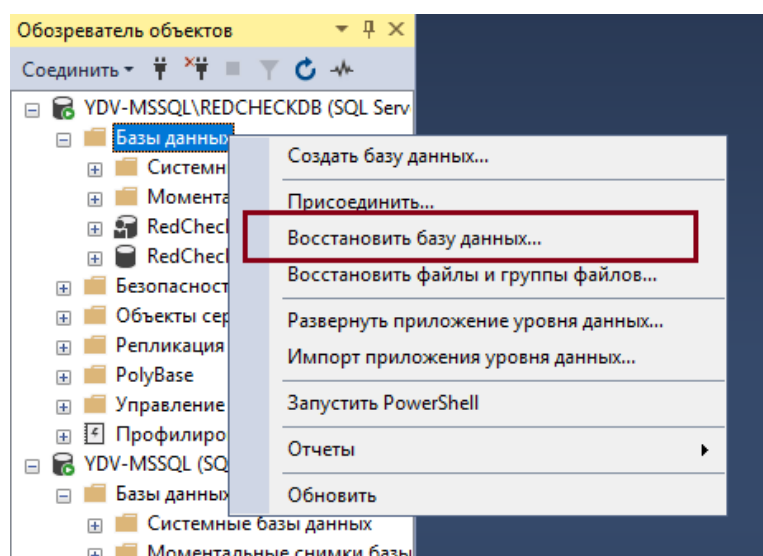 Обозреватель объектов
Соединить
YDV-MSSQL\REDCHECKDB (SQL Serv
Базы данных
Системн
Момента
RedChecl
RedChecl
Безопасност
Объекты сер
Репликация
PolyBase
Управление
Профилиро
YDV-MSSQL (SQ
Базы данных
Системные базы данных
Моментальные снимки базы
Создать базу данных...
Присоединить...
Восстановить базу данных...
Восстановить файлы и группы файлов...
Развернуть приложение уровня данных...
Импорт приложения уровня данных...
Запустить PowerShell
Отчеты
Обновить